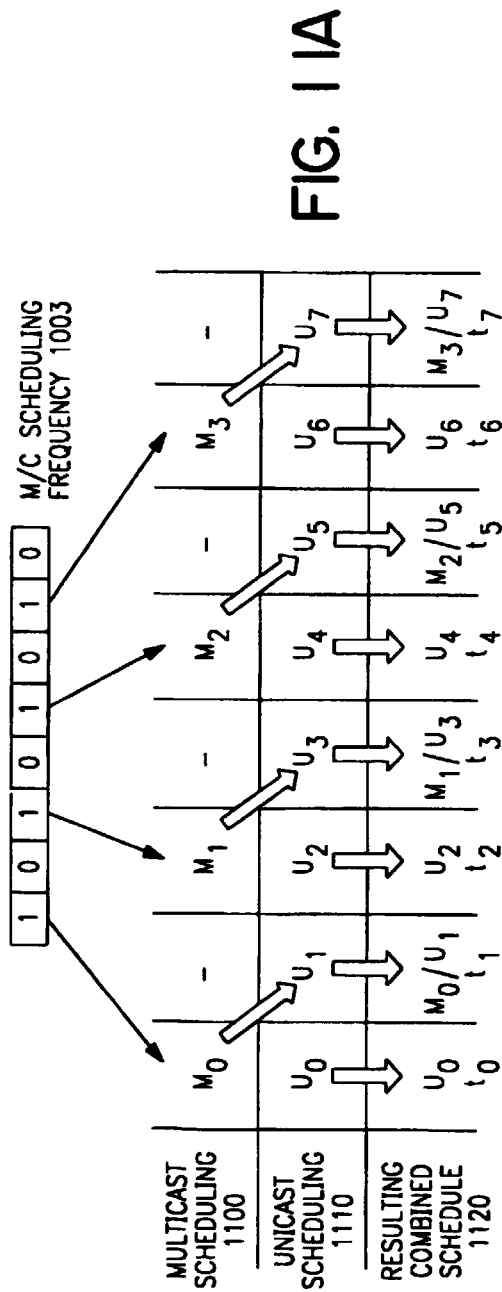 1 0 1 0 1 0 1 0
M/C SCHEDULING
FREQUENCY 1003
MULTICAST
SCHEDULING
1100
M0 – M1 – M2 – M3 –
UNICAST
SCHEDULING
1110
U0 U1 U2 U3 U4 U5 U6 U7
RESULTING
COMBINED
SCHEDULE
1120
U0 M0/U1 U2 M1/U3 U4 M2/U5 U6 M3/U7
t0 t1 t2 t3 t4 t5 t6 t7
FIG. 11A